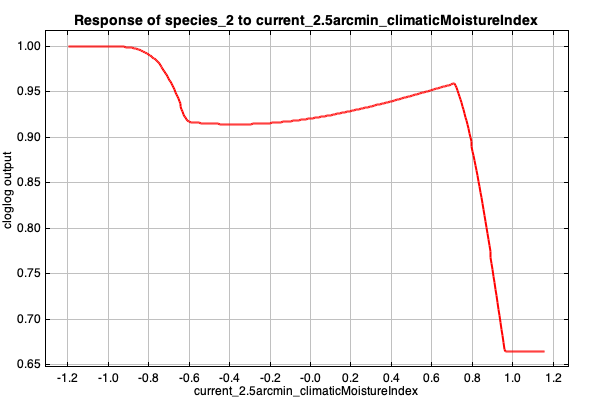 Response of species_2 to current_2.5arcmin_climaticMoistureIndex
1.00
0.95
0.90
0.85
0.80
0.75
0.70
0.65
cloglog output
-1.2 -1.0 -0.8 -0.6 -0.4 -0.2 -0.0 0.2 0.4 0.6 0.8 1.0 1.2
current_2.5arcmin_climaticMoistureIndex